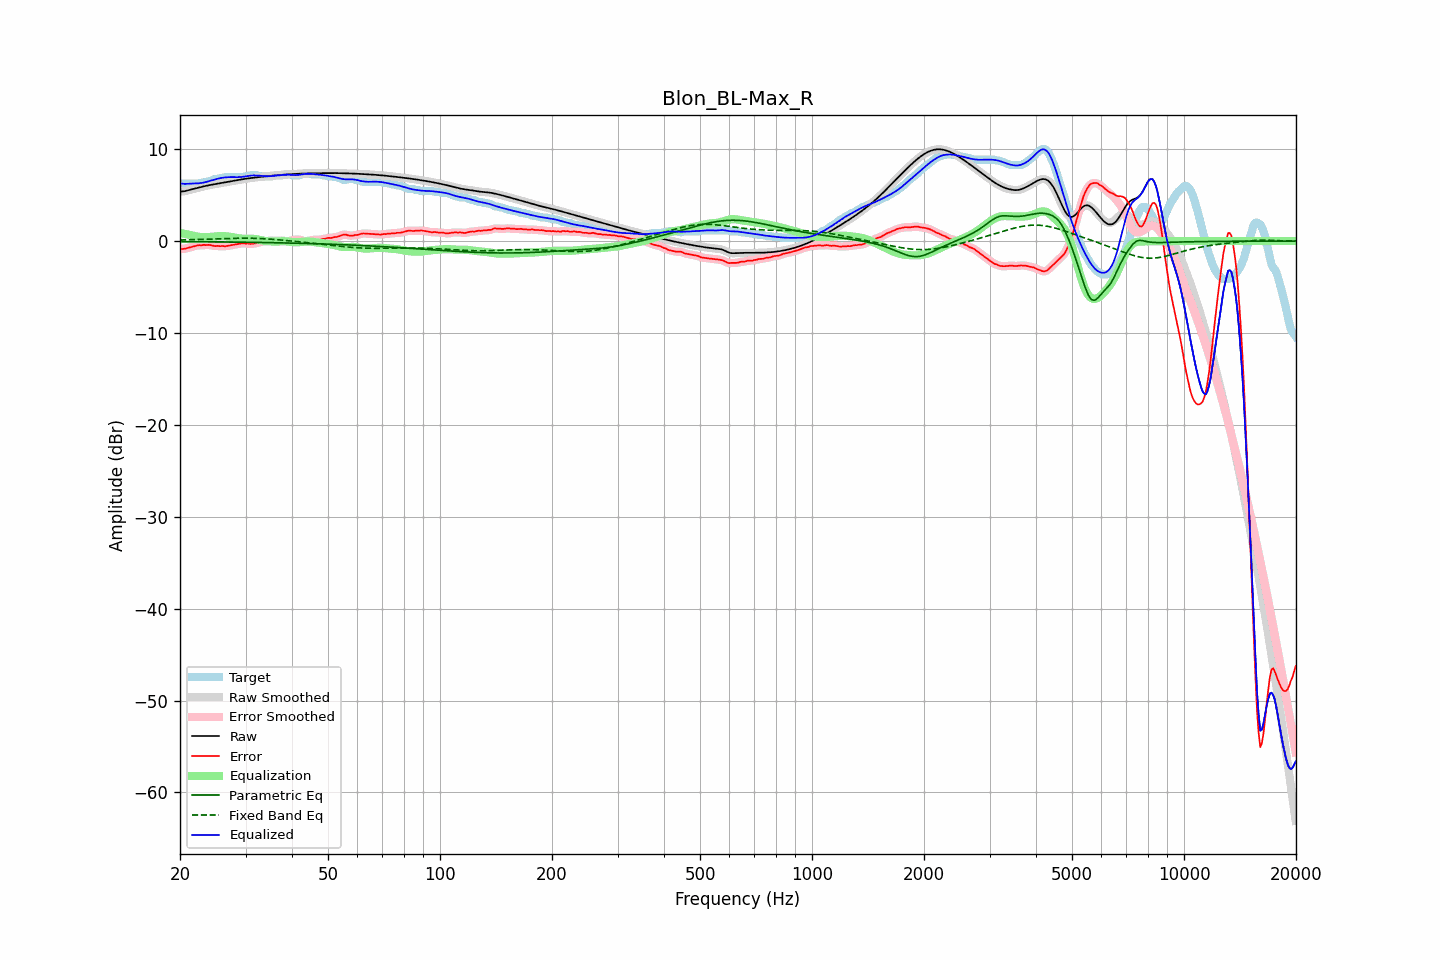 Blon_BL-Max_R
10
0
−10
−20
−30
−40
−50
−60
Amplitude (dBr)
Target
Raw Smoothed
Error Smoothed
Raw
Error
Equalization
Parametric Eq
Fixed Band Eq
Equalized
20 50 100 200 500 1000 2000 5000 10000 20000
Frequency (Hz)